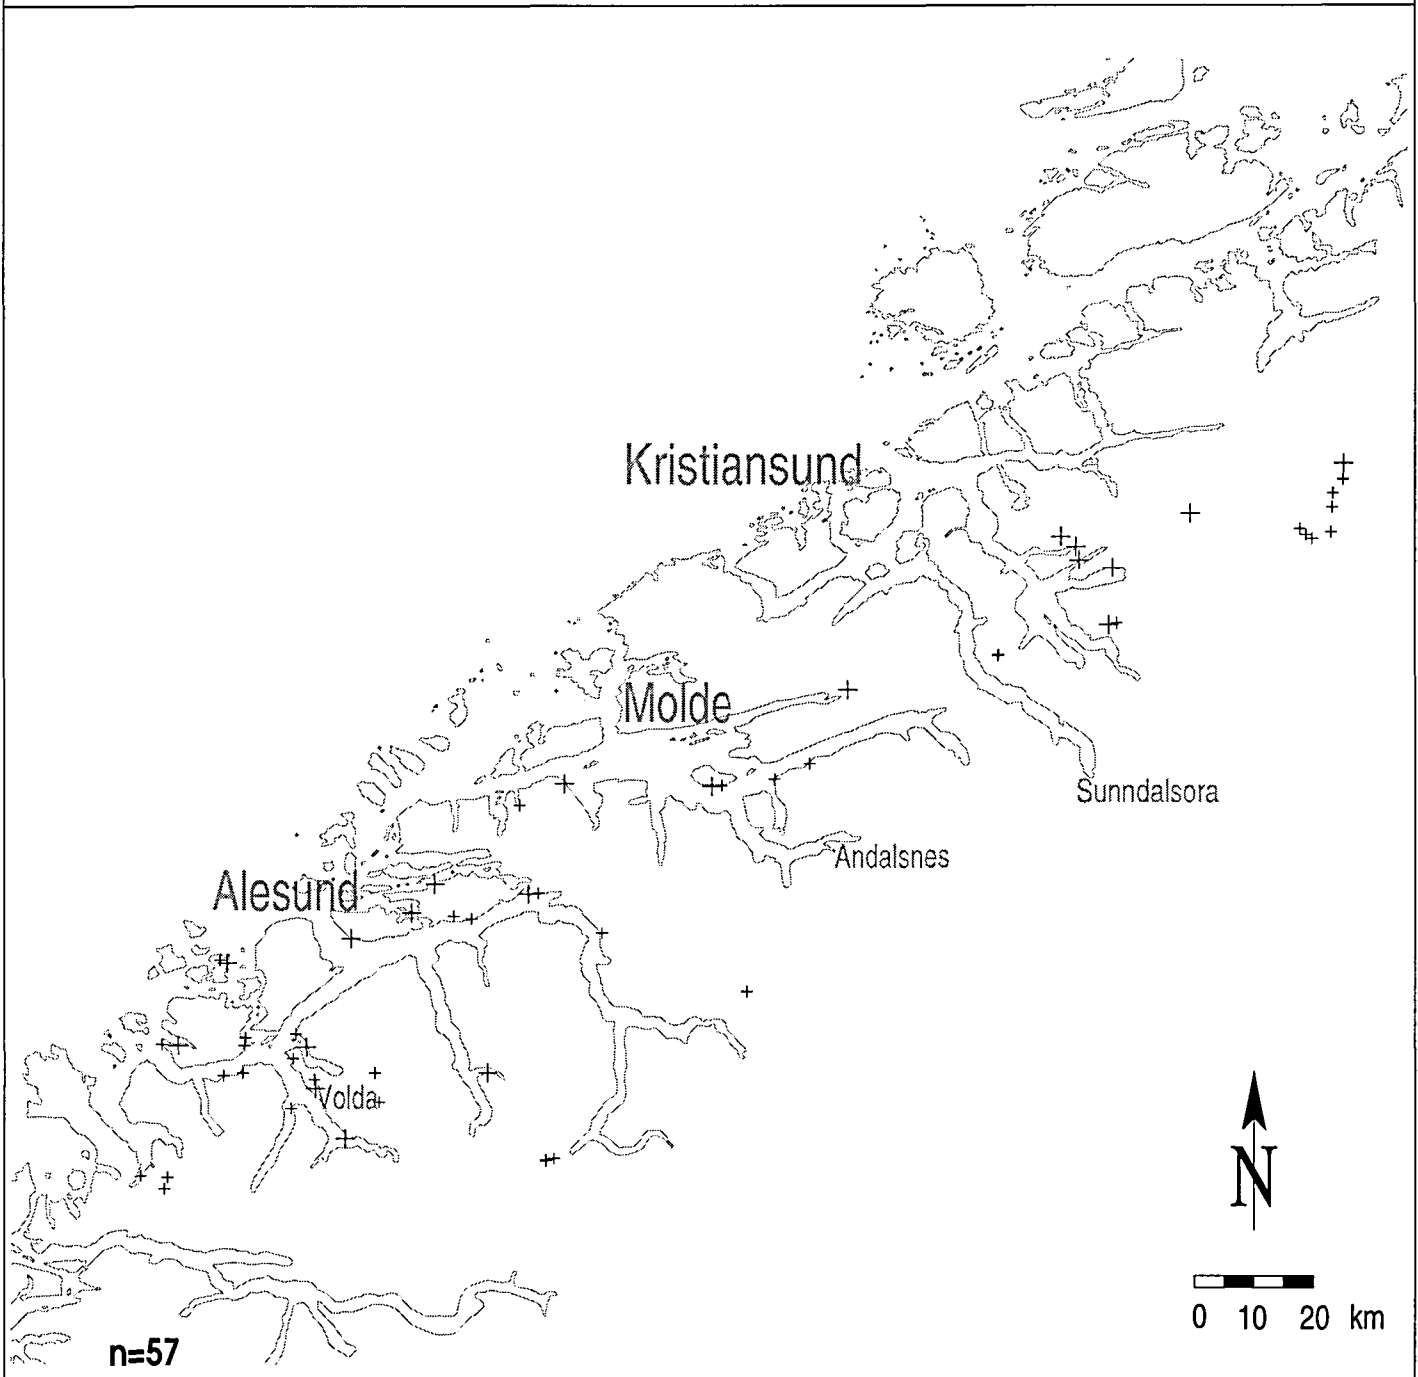 Kristiansund
Molde
Sunndalsora
Andalsnes
Alesund
Volda
N
0 10 20 km
n=57